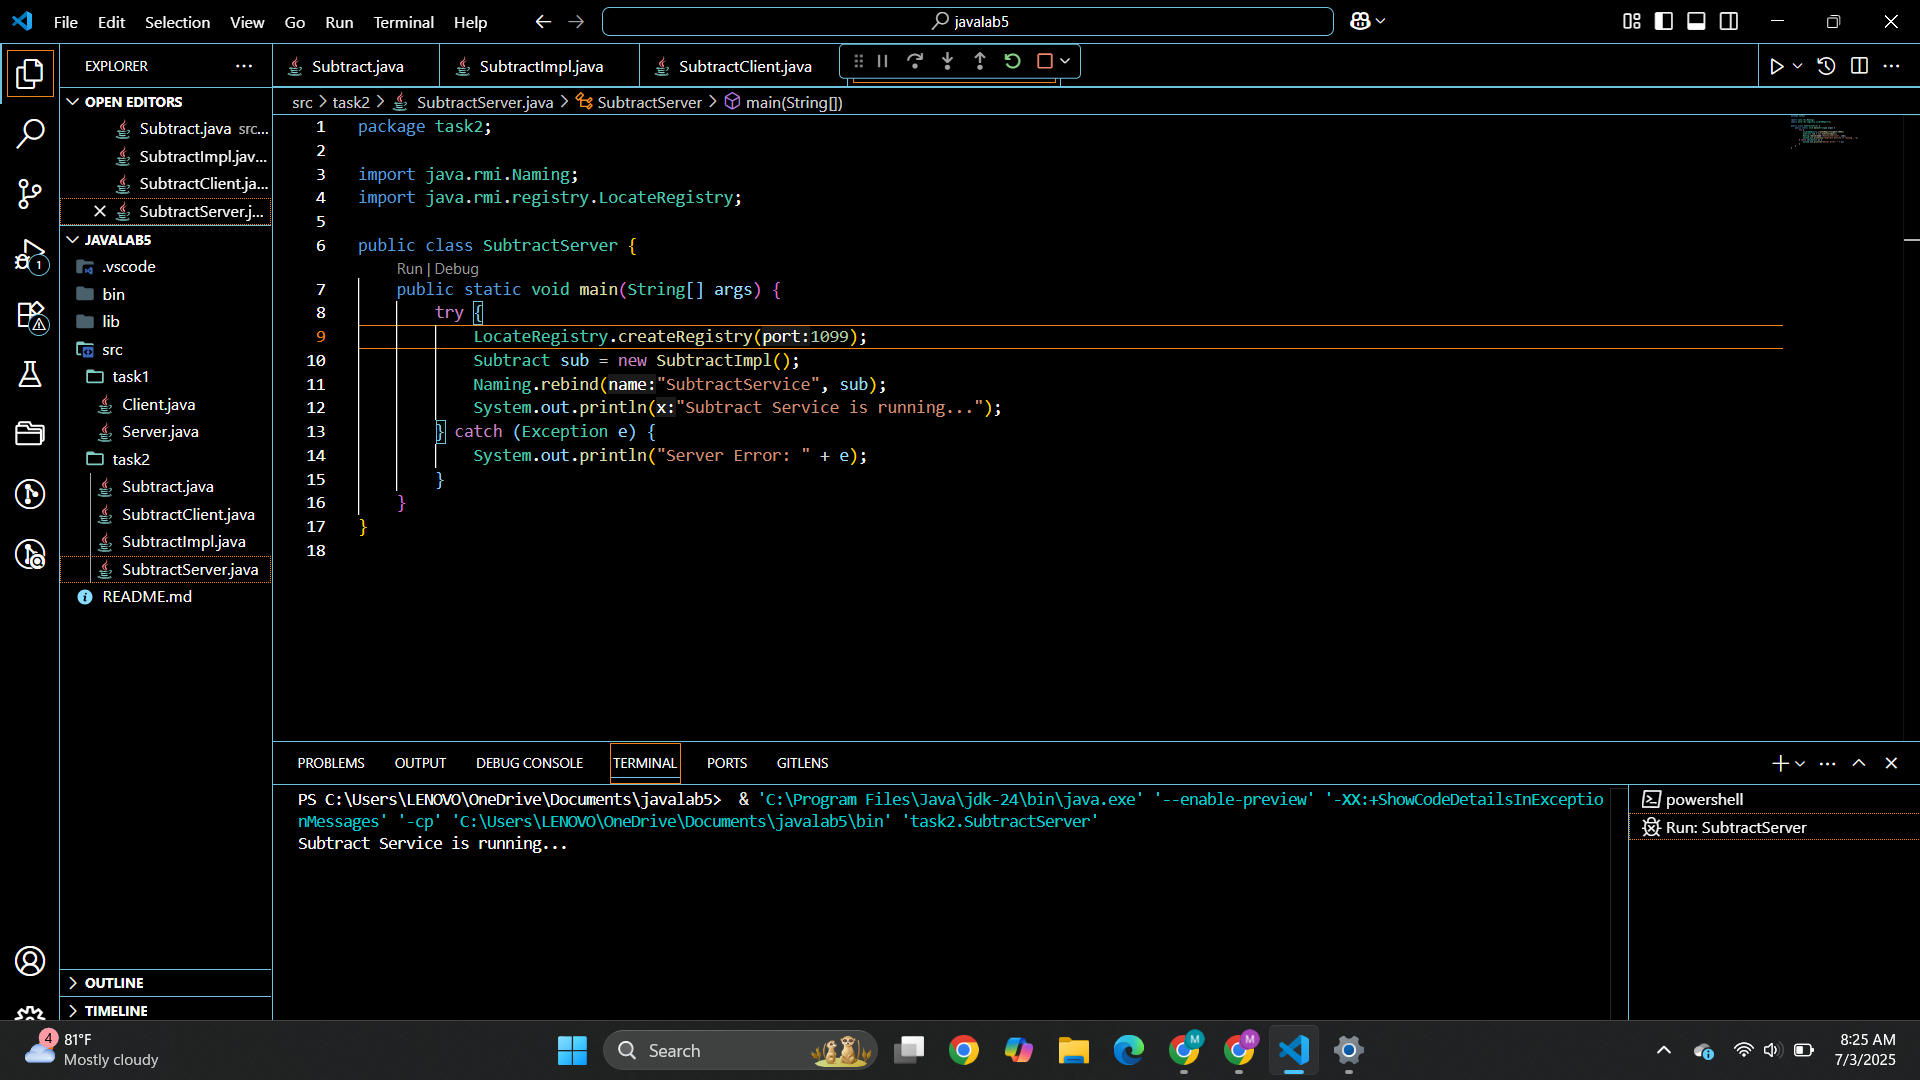 File Edit Selection View Go Run Terminal Help
javalab5
EXPLORER
OPEN EDITORS
Subtract.java src...
SubtractImpl.jav...
SubtractClient.ja...
SubtractServer.j...
JAVALAB5
.vscode
bin
lib
src
task1
Client.java
Server.java
task2
Subtract.java
SubtractClient.java
SubtractImpl.java
SubtractServer.java
README.md
OUTLINE
TIMELINE
1
Subtract.java SubtractImpl.java SubtractClient.java
src > task2 > SubtractServer.java > SubtractServer > main(String[])
1 package task2;
2
3 import java.rmi.Naming;
4 import java.rmi.registry.LocateRegistry;
5
6 public class SubtractServer {
Run | Debug
7 public static void main(String[] args) {
8 try {
9 LocateRegistry.createRegistry(port:1099);
10 Subtract sub = new SubtractImpl();
11 Naming.rebind(name:"SubtractService", sub);
12 System.out.println(x:"Subtract Service is running...");
13 } catch (Exception e) {
14 System.out.println("Server Error: " + e);
15 }
16 }
17 }
18
PROBLEMS OUTPUT DEBUG CONSOLE TERMINAL PORTS GITLENS
PS C:\Users\LENOVO\OneDrive\Documents\javalab5> & 'C:\Program Files\Java\jdk-24\bin\java.exe' '--enable-preview' '-XX:+ShowCodeDetailsInExceptio
nMessages' '-cp' 'C:\Users\LENOVO\OneDrive\Documents\javalab5\bin' 'task2.SubtractServer'
Subtract Service is running...
powershell
Run: SubtractServer
4
81°F
Mostly cloudy
Search
M
M
8:25 AM
7/3/2025